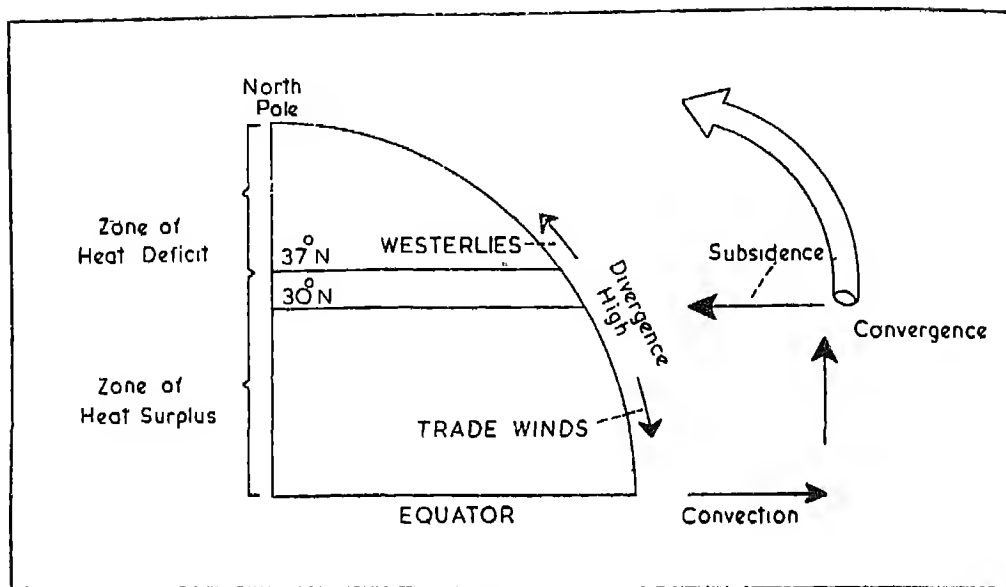 North
Pole
Zone of
Heat Deficit
37°N
30°N
WESTERLIES
Divergence
High
Subsidence
Convergence
Zone of
Heat Surplus
TRADE WINDS
EQUATOR
Convection